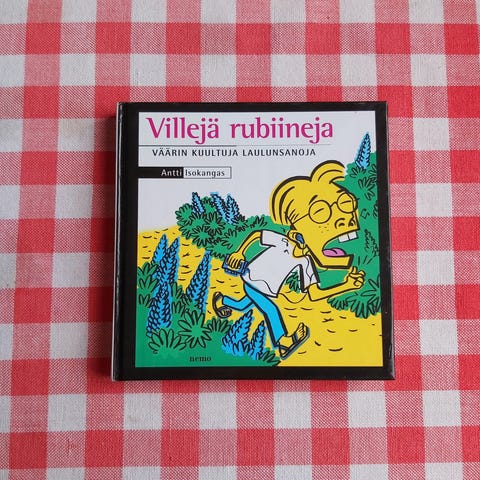 Villejä rubiineja
VÄÄRIN KUULTUJA LAULUNSANOJA
Antti Isokangas
nemo